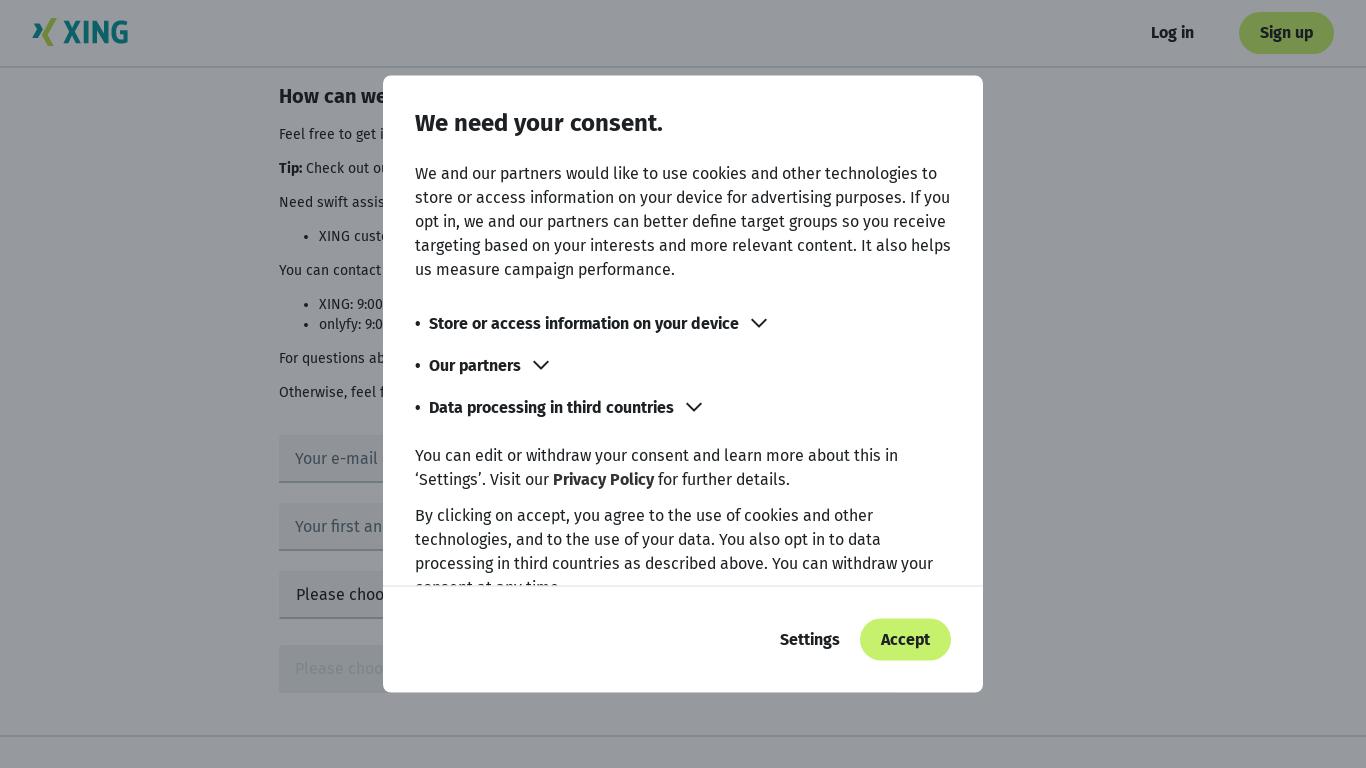 XING
Log in
Sign up
How can we
Feel free to get i
Tip: Check out ou
Need swift assis
• XING custo
You can contact
• XING: 9:00
• onlyfy: 9:0
For questions ab
Otherwise, feel f
Your e-mail
Your first an
Please choo
Please choo
We need your consent.
We and our partners would like to use cookies and other technologies to
store or access information on your device for advertising purposes. If you
opt in, we and our partners can better define target groups so you receive
targeting based on your interests and more relevant content. It also helps
us measure campaign performance.
• Store or access information on your device
• Our partners
• Data processing in third countries
You can edit or withdraw your consent and learn more about this in
‘Settings’. Visit our Privacy Policy for further details.
By clicking on accept, you agree to the use of cookies and other
technologies, and to the use of your data. You also opt in to data
processing in third countries as described above. You can withdraw your
consent at any time.
Settings
Accept